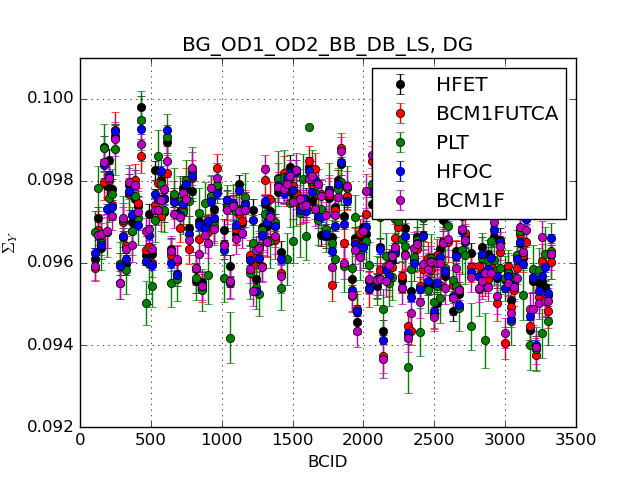 BG_OD1_OD2_BB_DB_LS, DG
HFET
BCM1FUTCA
PLT
HFOC
BCM1F
Σ_Y
0.100
0.098
0.096
0.094
0.092
0 500 1000 1500 2000 2500 3000 3500
BCID